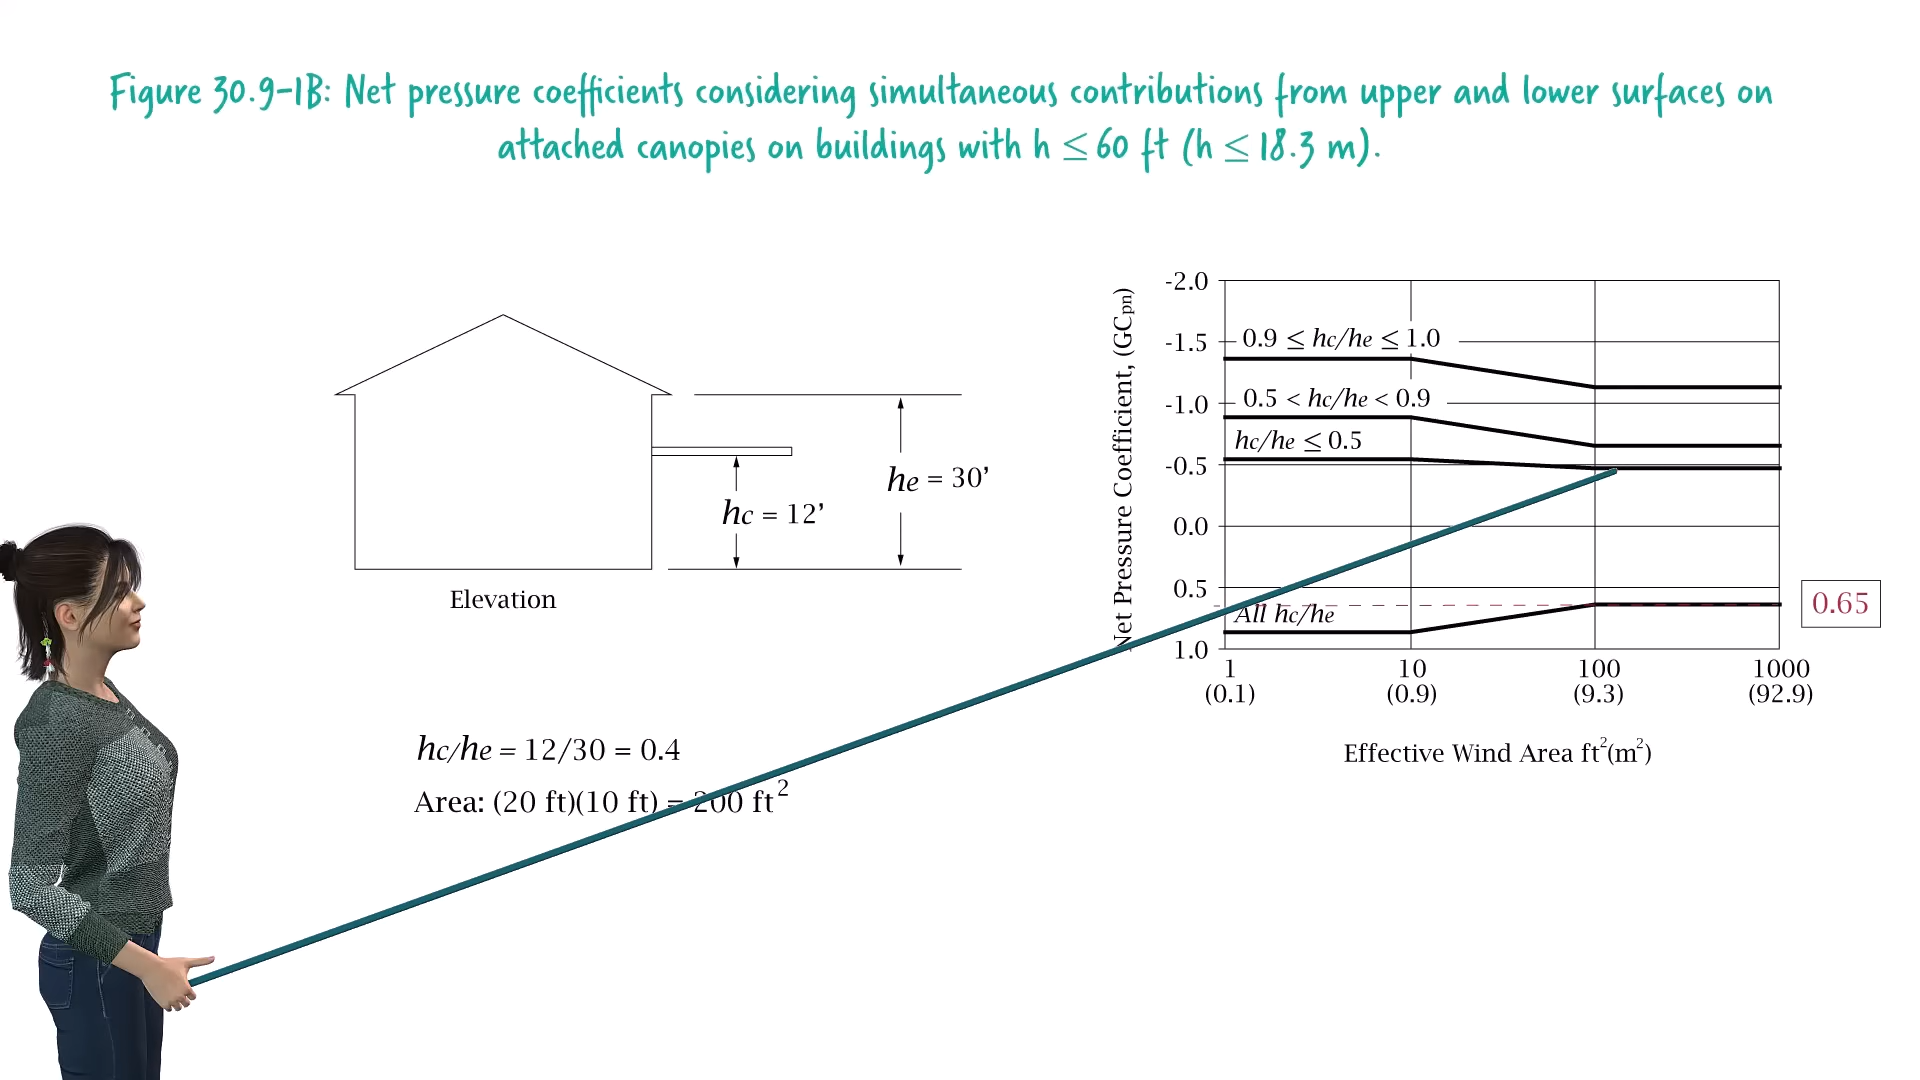 Figure 30.9-1B: Net pressure coefficients considering simultaneous contributions from upper and lower surfaces on
attached canopies on buildings with h ≤ 60 ft (h ≤ 18.3 m).
hc = 12’
he = 30’
Elevation
hc/he = 12/30 = 0.4
Area: (20 ft)(10 ft) = 200 ft²
Net Pressure Coefficient, (GCpn)
-2.0
-1.5
-1.0
-0.5
0.0
0.5
1.0
0.9 ≤ hc/he ≤ 1.0
0.5 < hc/he < 0.9
hc/he ≤ 0.5
All hc/he
0.65
1 10 100 1000
(0.1) (0.9) (9.3) (92.9)
Effective Wind Area ft²(m²)